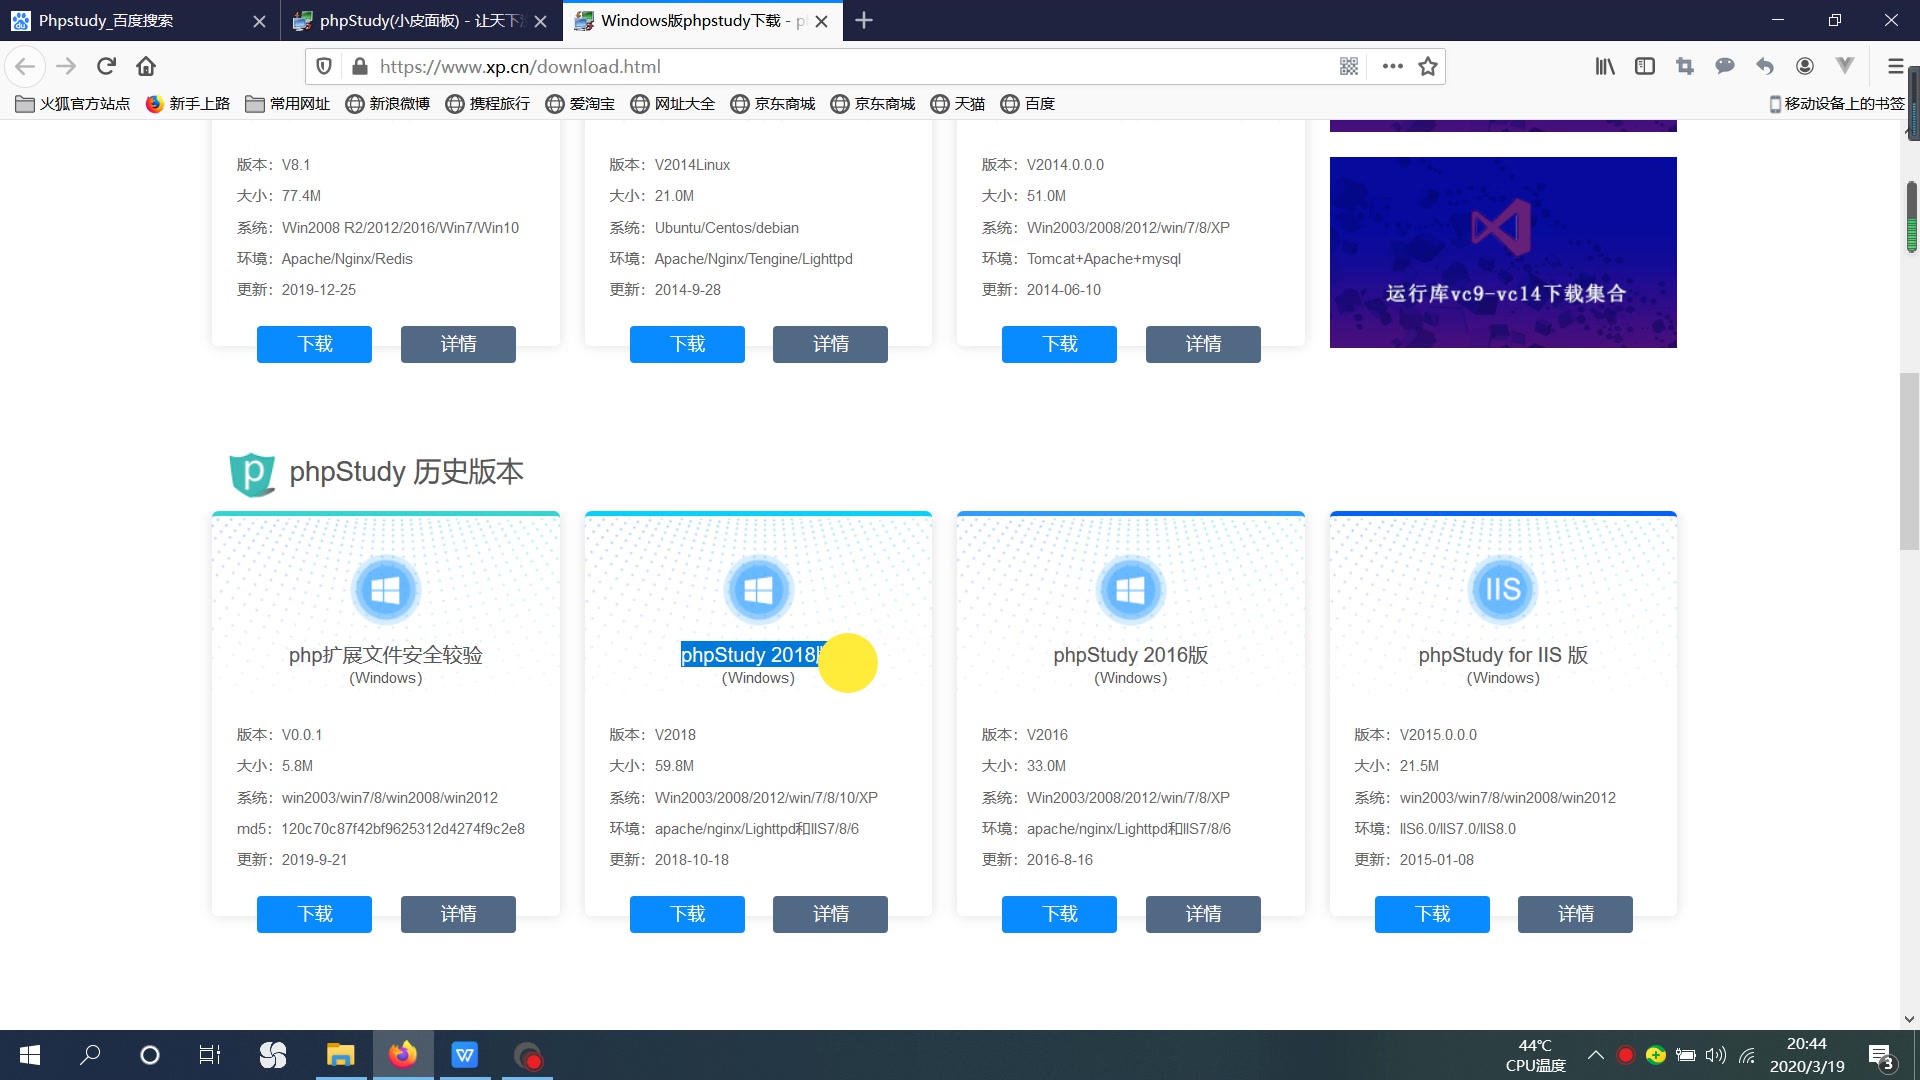 Phpstudy_百度搜索
phpStudy(小皮面板) - 让天下
Windows版phpstudy下载 - p
https://www.xp.cn/download.html
火狐官方站点
新手上路
常用网址
新浪微博
携程旅行
爱淘宝
网址大全
京东商城
京东商城
天猫
百度
移动设备上的书签
版本：V8.1
大小：77.4M
系统：Win2008 R2/2012/2016/Win7/Win10
环境：Apache/Nginx/Redis
更新：2019-12-25
下载
详情
版本：V2014Linux
大小：21.0M
系统：Ubuntu/Centos/debian
环境：Apache/Nginx/Tengine/Lighttpd
更新：2014-9-28
下载
详情
版本：V2014.0.0.0
大小：51.0M
系统：Win2003/2008/2012/win/7/8/XP
环境：Tomcat+Apache+mysql
更新：2014-06-10
下载
详情
运行库vc9-vc14下载集合
phpStudy 历史版本
php扩展文件安全较验
(Windows)
版本：V0.0.1
大小：5.8M
系统：win2003/win7/8/win2008/win2012
md5：120c70c87f42bf9625312d4274f9c2e8
更新：2019-9-21
下载
详情
phpStudy 2018
(Windows)
版本：V2018
大小：59.8M
系统：Win2003/2008/2012/win/7/8/10/XP
环境：apache/nginx/Lighttpd和IIS7/8/6
更新：2018-10-18
下载
详情
phpStudy 2016版
(Windows)
版本：V2016
大小：33.0M
系统：Win2003/2008/2012/win/7/8/XP
环境：apache/nginx/Lighttpd和IIS7/8/6
更新：2016-8-16
下载
详情
IIS
phpStudy for IIS 版
(Windows)
版本：V2015.0.0.0
大小：21.5M
系统：win2003/win7/8/win2008/win2012
环境：IIS6.0/IIS7.0/IIS8.0
更新：2015-01-08
下载
详情
44℃
CPU温度
20:44
2020/3/19
3